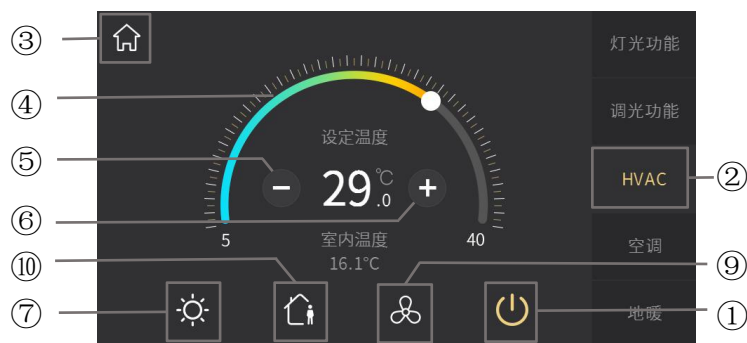 ③
灯光功能
④
调光功能
设定温度
⑤
HVAC
②
29.0℃
⑥
5
室内温度
40
空调
⑩
16.1℃
⑨
⑦
地暖
①